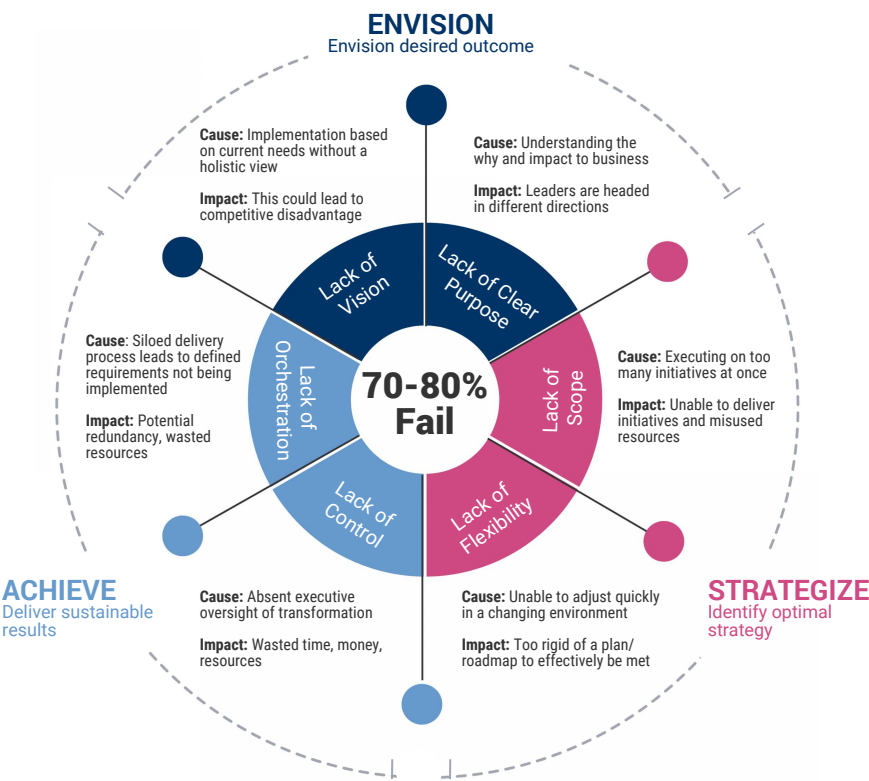 ENVISION
Envision desired outcome
Cause: Implementation based
on current needs without a
holistic view
Impact: This could lead to
competitive disadvantage
Cause: Understanding the
why and impact to business
Impact: Leaders are headed
in different directions
Lack of
Vision
Lack of Clear
Purpose
Cause: Siloed delivery
process leads to defined
requirements not being
implemented
Impact: Potential
redundancy, wasted
resources
Lack of
Orchestration
70-80%
Fail
Lack of
Scope
Cause: Executing on too
many initiatives at once
Impact: Unable to deliver
initiatives and misused
resources
Lack of
Control
Lack of
Flexibility
ACHIEVE
Deliver sustainable
results
Cause: Absent executive
oversight of transformation
Impact: Wasted time, money,
resources
Cause: Unable to adjust quickly
in a changing environment
Impact: Too rigid of a plan/
roadmap to effectively be met
STRATEGIZE
Identify optimal
strategy